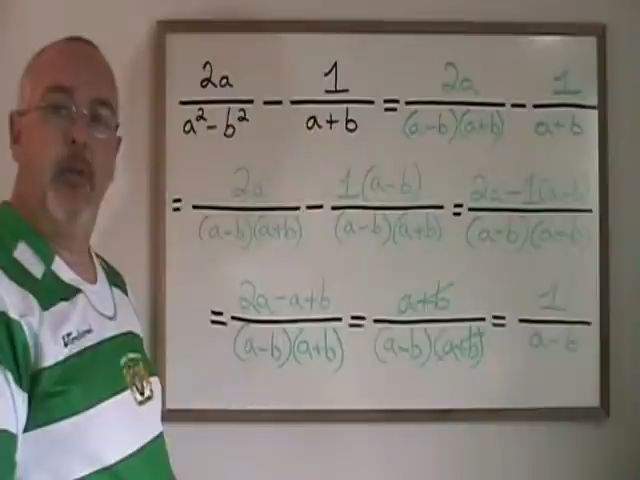 2a/(a²-b²) - 1/(a+b) = 2a/((a-b)(a+b)) - 1/(a+b)
= 2a/((a-b)(a+b)) - 1(a-b)/((a-b)(a+b)) = 2a-1(a-b)/((a-b)(a-b))
= 2a-a+b/((a-b)(a+b)) = a+b/((a-b)(a+b)) = 1/(a-b)